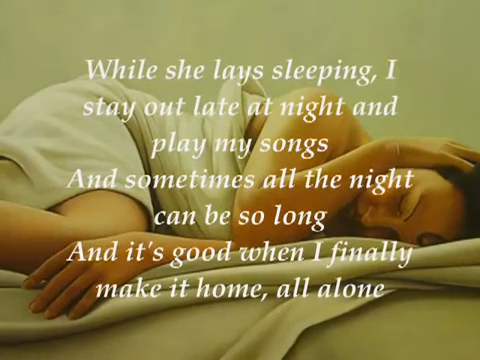 While she lays sleeping, I
stay out late at night and
play my songs
And sometimes all the night
can be so long
And it's good when I finally
make it home, all alone